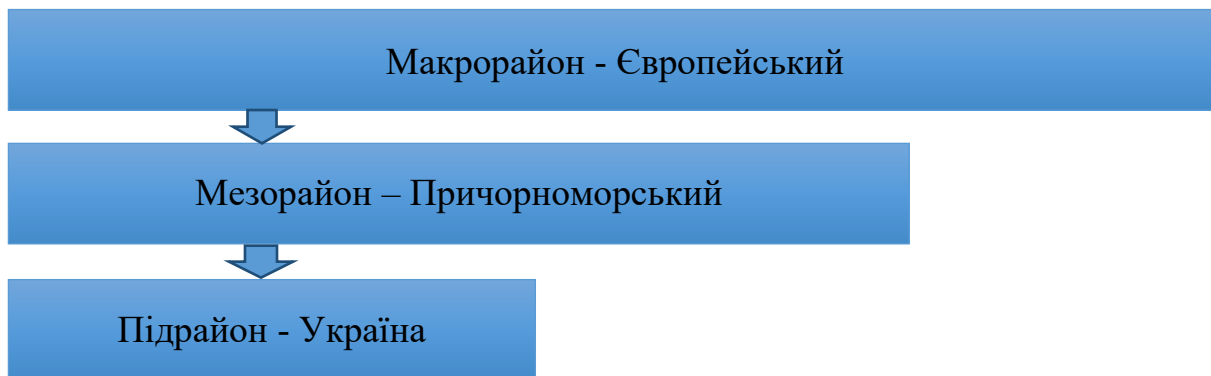 Макрорайон - Європейський
Мезорайон – Причорноморський
Підрайон - Україна